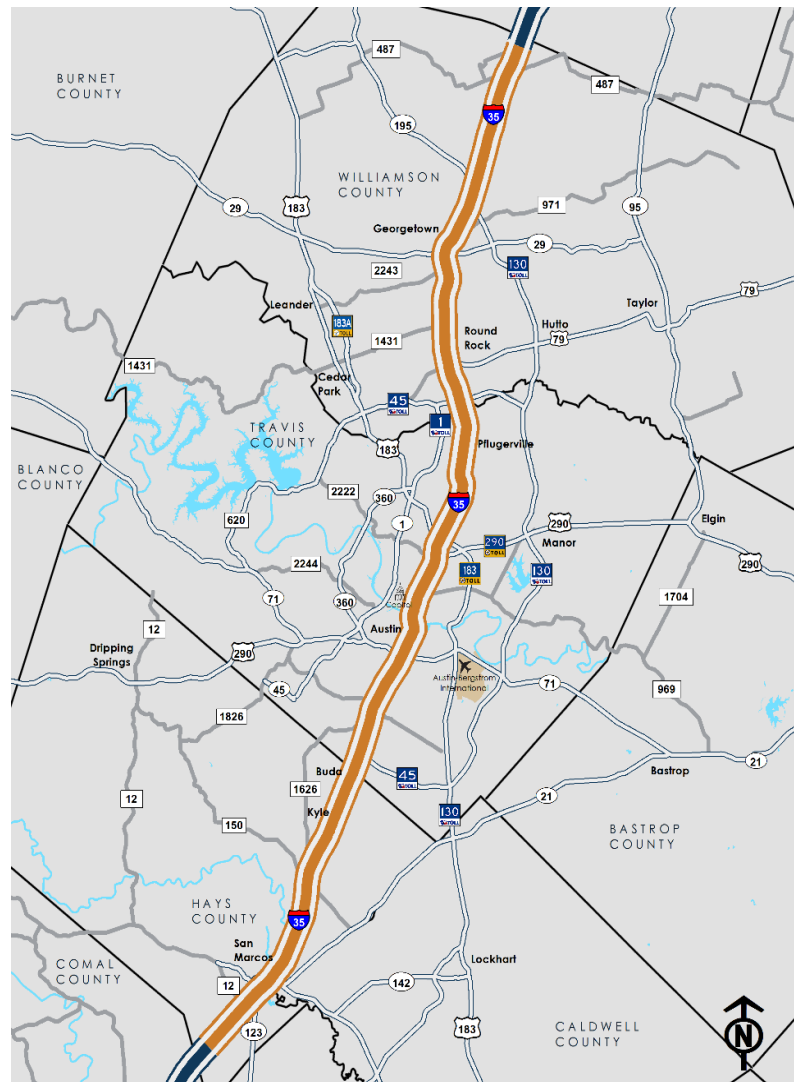 487
BURNET
COUNTY
487
35
195
WILLIAMSON
COUNTY
183
29
971
95
Georgetown
29
2243
130
TOLL
79
Leander
Taylor
183A
TOLL
Round
Rock
Hutto
79
1431
1431
Cedar
Park
45
TOLL
1
TOLL
TRAVIS
COUNTY
183
Pflugerville
BLANCO
COUNTY
2222
360
35
620
1
290
Elgin
290
TOLL
Manor
2244
183
TOLL
130
TOLL
290
71
360
Capitol
1704
12
Austin
Dripping
Springs
290
Austin-Bergstrom
International
45
71
969
1826
Buda
45
TOLL
21
Bastrop
12
1626
21
Kyle
130
TOLL
150
BASTROP
COUNTY
HAYS
COUNTY
35
San
Marcos
Lockhart
COMAL
COUNTY
12
142
123
183
CALDWELL
COUNTY
N